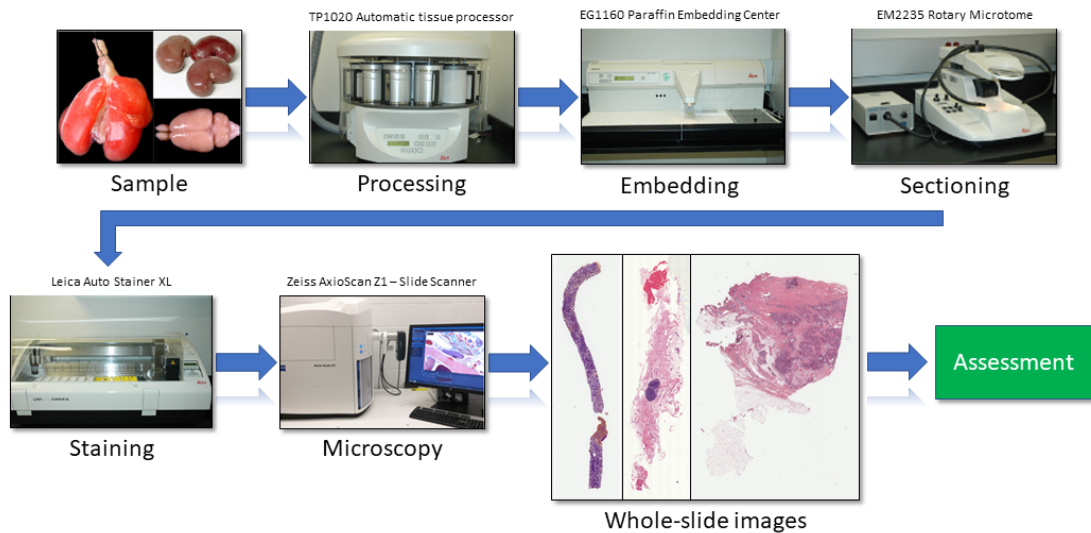 TP1020 Automatic tissue processor
EG1160 Paraffin Embedding Center
EM2235 Rotary Microtome
Sample
Processing
Embedding
Sectioning
Leica Auto Stainer XL
Zeiss AxioScan Z1 – Slide Scanner
Assessment
Staining
Microscopy
Whole-slide images